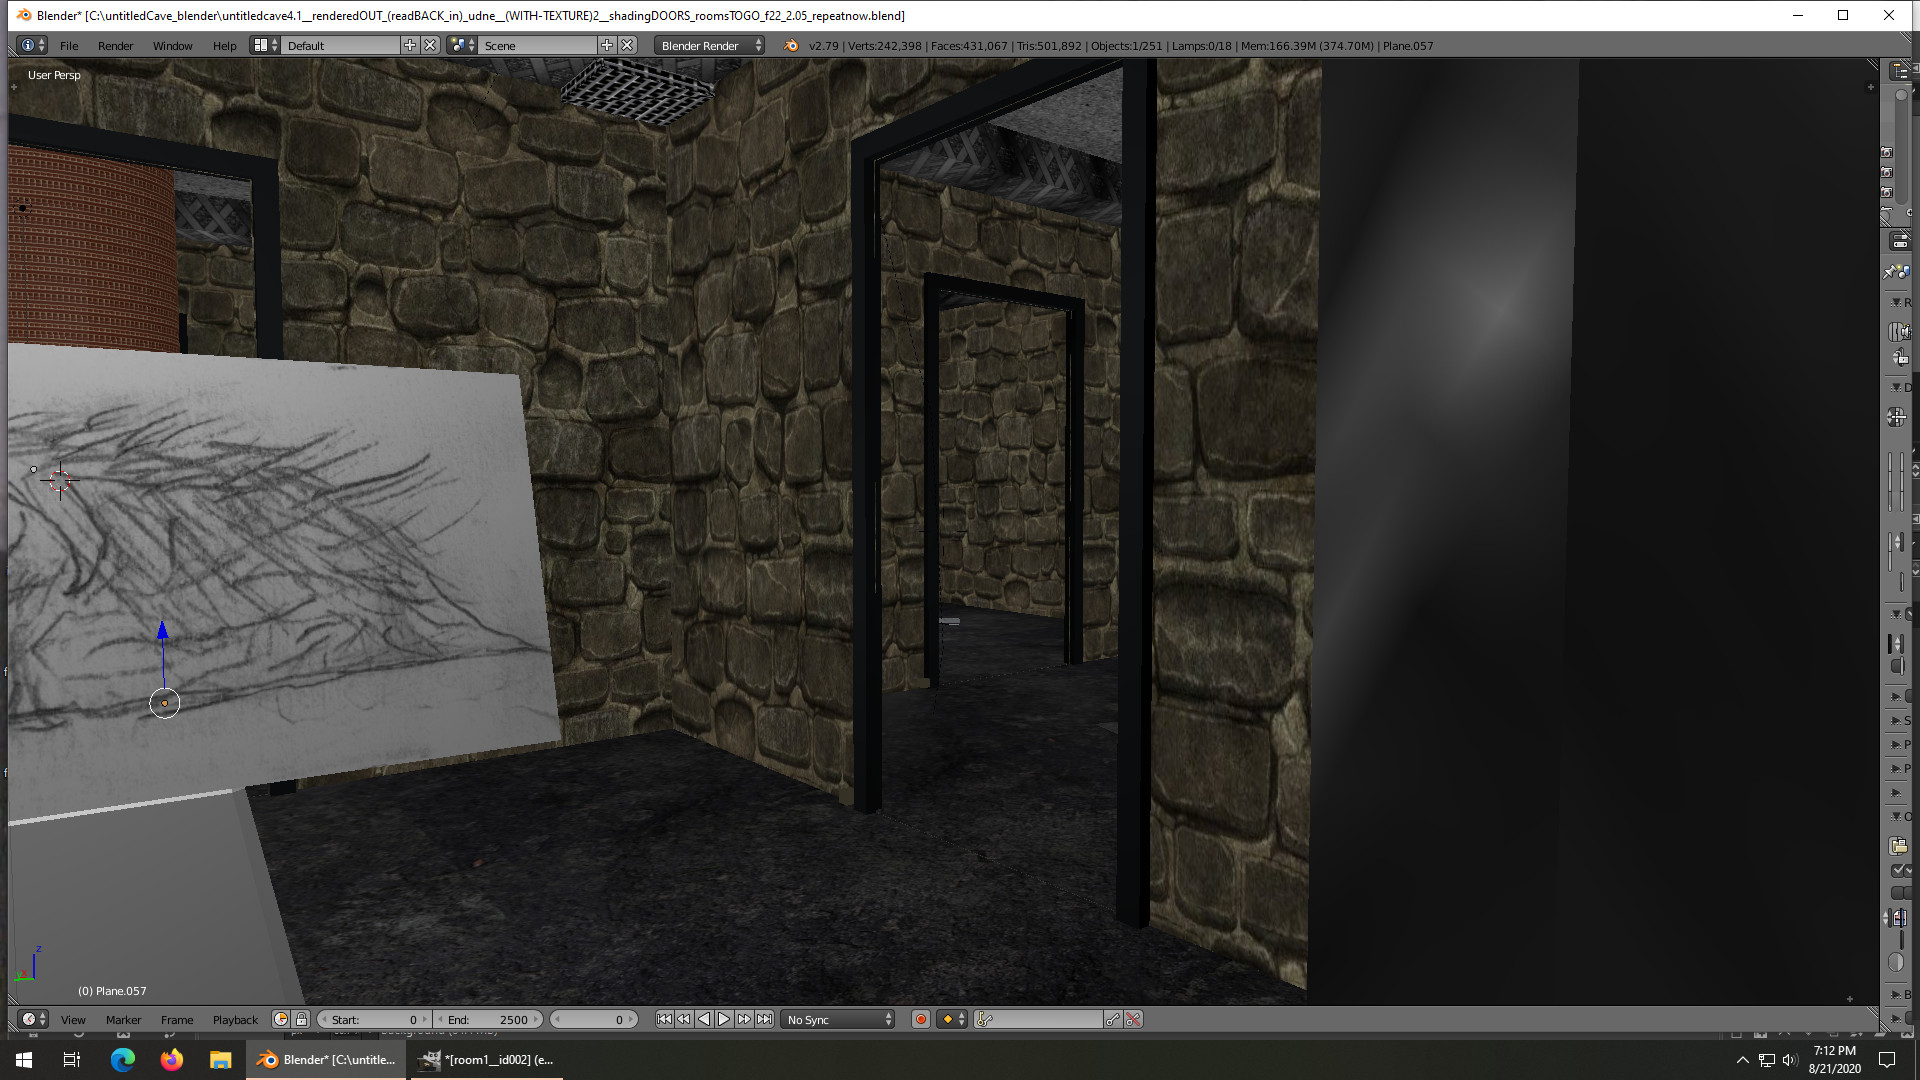 Blender* [C:\untitledCave_blender\untitledcave4.1__renderedOUT_(readBACK_in)_udne__(WITH-TEXTURE)2__shadingDOORS_roomsTOGO_f22_2.05_repeatnow.blend]
File Render Window Help Default Scene Blender Render v2.79 | Verts:242,398 | Faces:431,067 | Tris:501,892 | Objects:1/251 | Lamps:0/18 | Mem:166.39M (374.70M) | Plane.057
User Persp
z
(0) Plane.057
View Marker Frame Playback Start: 0 End: 2500 0 No Sync
Blender* [C:\untitle... *[room1__id002] (e... 7:12 PM
8/21/2020